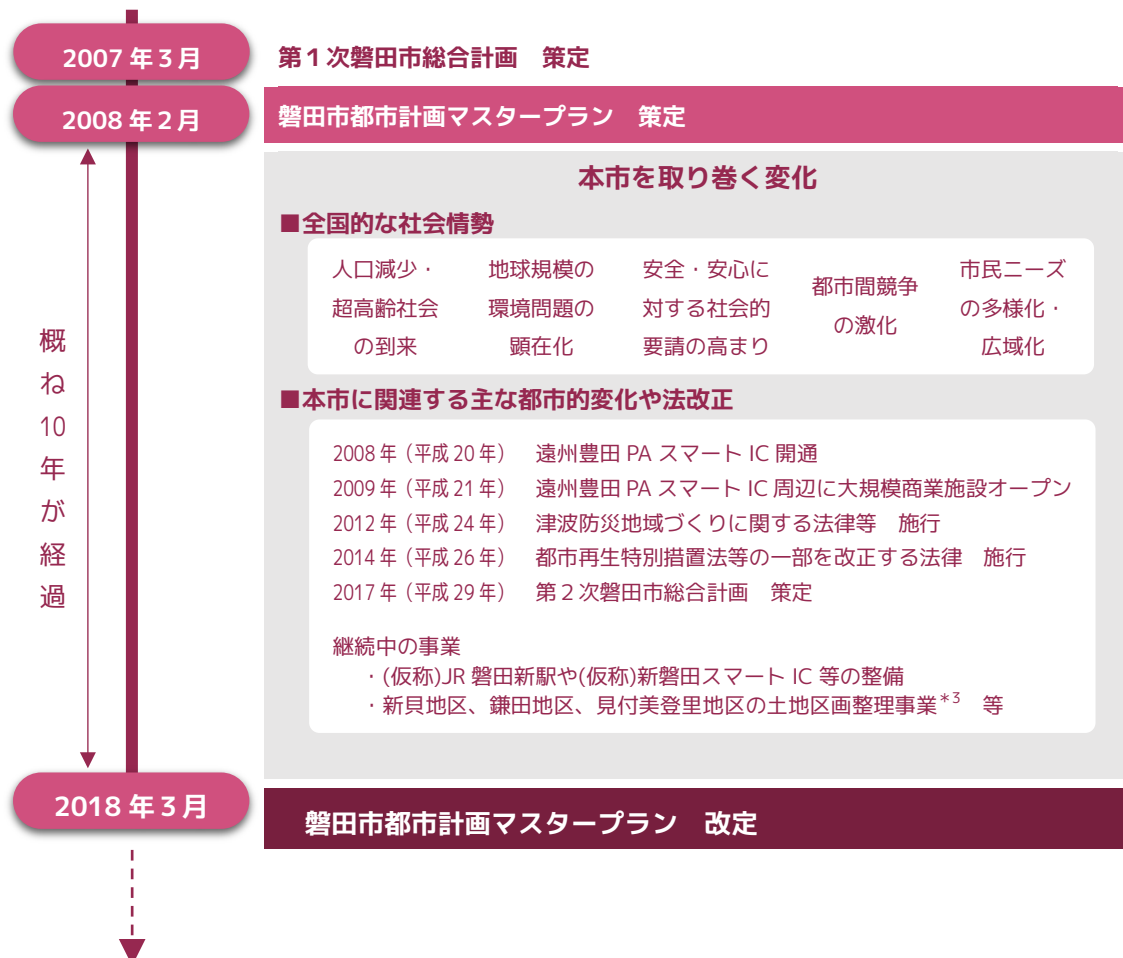 2007年3月
第1次磐田市総合計画　策定
2008年2月
磐田市都市計画マスタープラン　策定
概ね10年が経過
本市を取り巻く変化
■全国的な社会情勢
人口減少・
超高齢社会
の到来
地球規模の
環境問題の
顕在化
安全・安心に
対する社会的
要請の高まり
都市間競争
の激化
市民ニーズ
の多様化・
広域化
■本市に関連する主な都市的変化や法改正
2008年（平成20年）　遠州豊田PAスマートIC開通
2009年（平成21年）　遠州豊田PAスマートIC周辺に大規模商業施設オープン
2012年（平成24年）　津波防災地域づくりに関する法律等　施行
2014年（平成26年）　都市再生特別措置法等の一部を改正する法律　施行
2017年（平成29年）　第２次磐田市総合計画　策定
継続中の事業
・(仮称)JR磐田新駅や(仮称)新磐田スマートIC等の整備
・新貝地区、鎌田地区、見付美登里地区の土地区画整理事業＊3　等
2018年3月
磐田市都市計画マスタープラン　改定